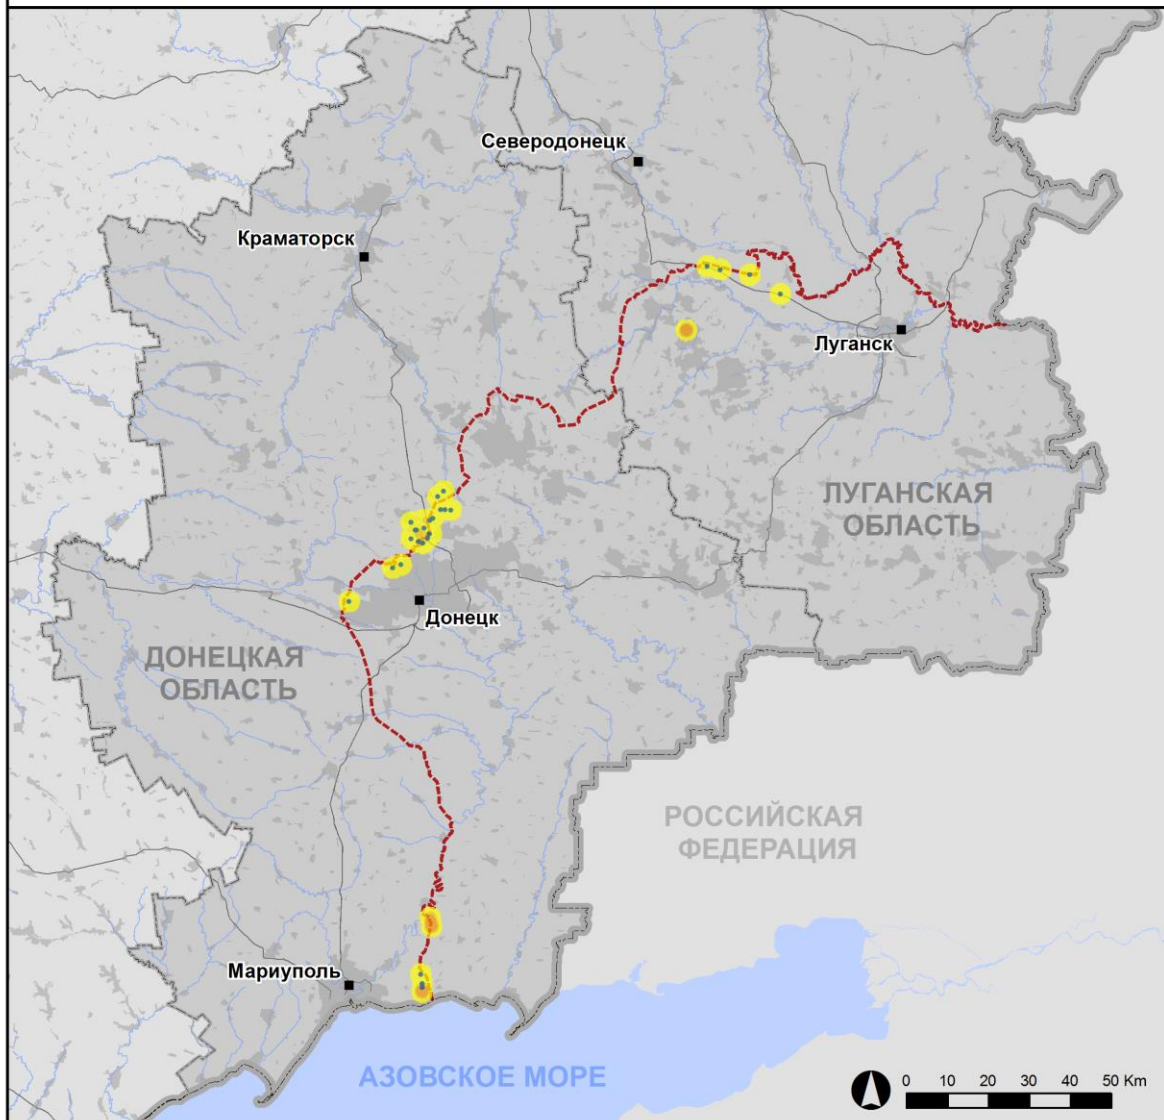 Северодонецк
Краматорск
Луганск
ЛУГАНСКАЯ
ОБЛАСТЬ
Донецк
ДОНЕЦКАЯ
ОБЛАСТЬ
РОССИЙСКАЯ
ФЕДЕРАЦИЯ
Мариуполь
АЗОВСКОЕ МОРЕ
0 10 20 30 40 50 Km